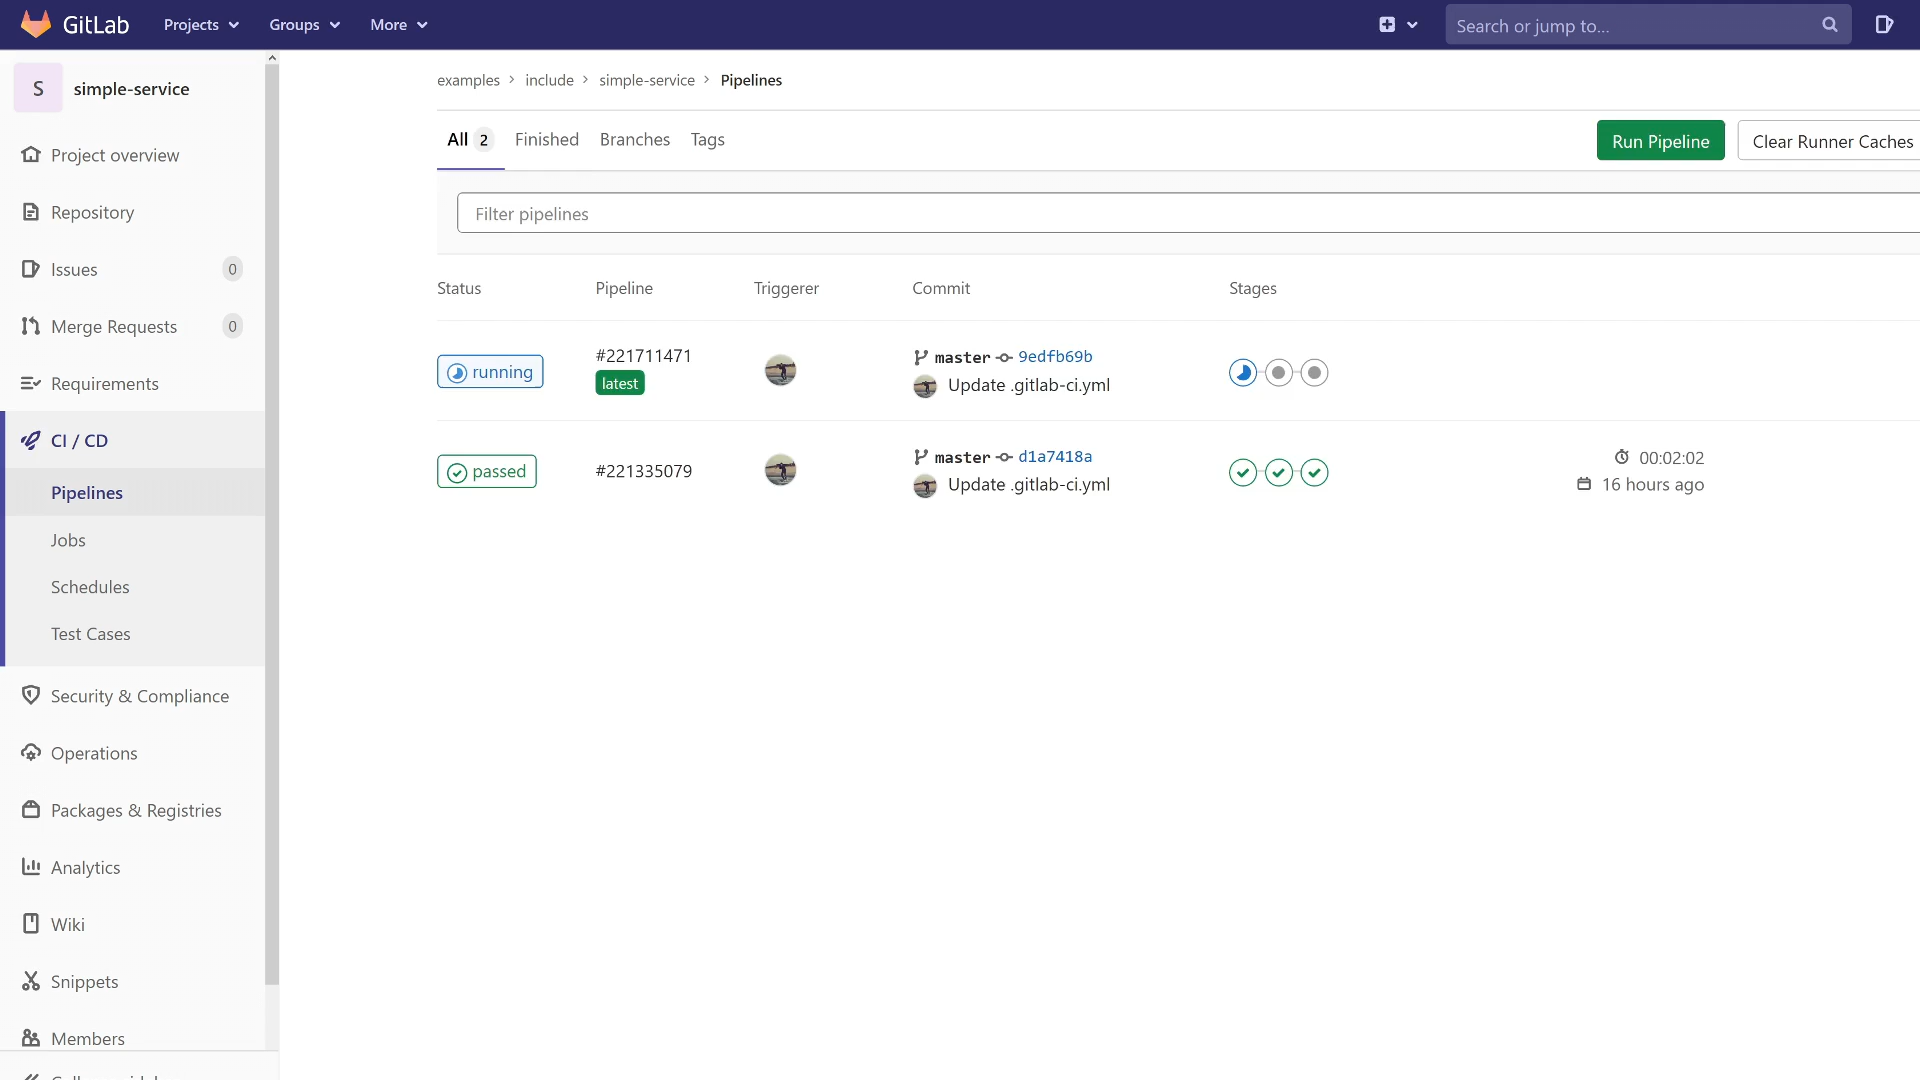 GitLab Projects Groups More Search or jump to...
S simple-service
Project overview
Repository
Issues 0
Merge Requests 0
Requirements
CI / CD
Pipelines
Jobs
Schedules
Test Cases
Security & Compliance
Operations
Packages & Registries
Analytics
Wiki
Snippets
Members
examples > include > simple-service > Pipelines
All 2 Finished Branches Tags Run Pipeline Clear Runner Caches
Filter pipelines
Status Pipeline Triggerer Commit Stages
running #221711471 latest master 9edfb69b
Update .gitlab-ci.yml
passed #221335079 master d1a7418a 00:02:02
Update .gitlab-ci.yml 16 hours ago